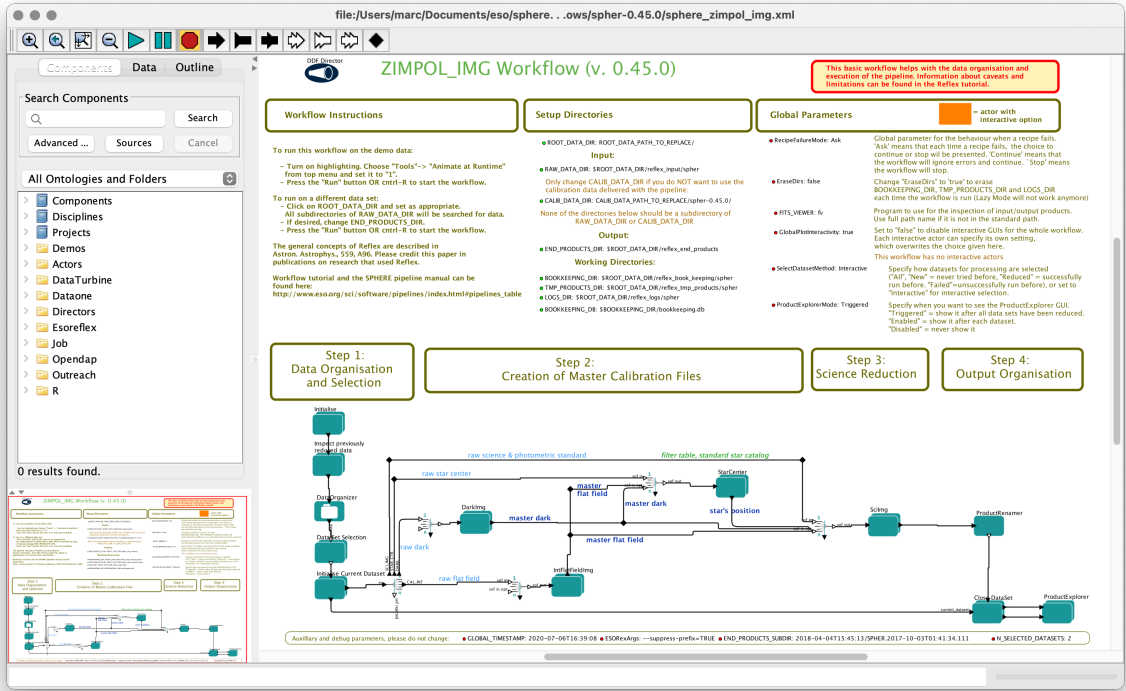 file:/Users/marc/Documents/eso/sphere. . .ows/spher-0.45.0/sphere_zimpol_img.xml
Components Data Outline
Search Components
Search
Advanced ... Sources Cancel
All Ontologies and Folders
Components
Disciplines
Projects
Demos
Actors
DataTurbine
Dataone
Directors
Esoreflex
Job
Opendap
Outreach
R
0 results found.
DDF Director
ZIMPOL_IMG Workflow (v. 0.45.0)
This basic workflow helps with the data organisation and
execution of the pipeline. Information about caveats and
limitations can be found in the Reflex tutorial.
Workflow Instructions
To run this workflow on the demo data:
- Turn on highlighting. Choose "Tools"-> "Animate at Runtime"
from top menu and set it to "1".
- Press the "Run" button OR cntrl-R to start the workflow.
To run on a different data set:
- Click on ROOT_DATA_DIR and set as appropriate.
All subdirectories of RAW_DATA_DIR will be searched for data.
- If desired, change END_PRODUCTS_DIR.
- Press the "Run" button OR cntrl-R to start the workflow.
The general concepts of Reflex are described in
Astron. Astrophys., 559, A96. Please credit this paper in
publications on research that used Reflex.
Workflow tutorial and the SPHERE pipeline manual can be
found here:
http://www.eso.org/sci/software/pipelines/index.html#pipelines_table
Setup Directories
ROOT_DATA_DIR: ROOT_DATA_PATH_TO_REPLACE/
Input:
RAW_DATA_DIR: $ROOT_DATA_DIR/reflex_input/spher
Only change CALIB_DATA_DIR if you do NOT want to use the
calibration data delivered with the pipeline:
CALIB_DATA_DIR: CALIB_DATA_PATH_TO_REPLACE/spher-0.45.0/
None of the directories below should be a subdirectory of
RAW_DATA_DIR or CALIB_DATA_DIR
Output:
END_PRODUCTS_DIR: $ROOT_DATA_DIR/reflex_end_products
Working Directories:
BOOKKEEPING_DIR: $ROOT_DATA_DIR/reflex_book_keeping/spher
TMP_PRODUCTS_DIR: $ROOT_DATA_DIR/reflex_tmp_products/spher
LOGS_DIR: $ROOT_DATA_DIR/reflex_logs/spher
BOOKKEEPING_DB: $BOOKKEEPING_DIR/bookkeeping.db
Global Parameters
= actor with
interactive option
RecipeFailureMode: Ask
Global parameter for the behaviour when a recipe fails.
'Ask' means that each time a recipe fails, the choice to
continue or stop wil be presented. 'Continue' means that
the workflow will ignore errors and continue. `Stop' means
the workflow will stop.
EraseDirs: false
Change "EraseDirs" to 'true' to erase
BOOKKEEPING_DIR, TMP_PRODUCTS_DIR and LOGS_DIR
each time the workflow is run (Lazy Mode will not work anymore)
FITS_VIEWER: fv
Program to use for the inspection of input/output products.
Use full path name if it is not in the standard path.
GlobalPlotInteractivity: true
Set to "false" to disable interactive GUIs for the whole workflow.
Each interactive actor can specify its own setting,
which overwrites the choice given here.
This workflow has no interactive actors
SelectDatasetMethod: Interactive
Specify how datasets for processing are selected
("All", "New" = never tried before, "Reduced" = successfully
run before. "Failed"=unsuccessfully run before), or set to
"Interactive" for interactive selection.
ProductExplorerMode: Triggered
Specify when you want to see the ProductExplorer GUI.
"Triggered" = show it after all data sets have been reduced.
"Enabled" = show it after each dataset.
"Disabled" = never show it
Step 1:
Data Organisation
and Selection
Step 2:
Creation of Master Calibration Files
Step 3:
Science Reduction
Step 4:
Output Organisation
Initialise
Inspect previously
reduced data
DataOrganizer
DataSet Selection
Initialise Current Dataset
raw science & photometric standard
filter table, standard star catalog
raw star center
master
flat field
StarCenter
sof in
sof out
DarkImg
master dark
master dark
star's position
raw dark
master flat field
sof in
sof out
SciImg
ProductRenamer
CAL_INT
raw flat field
sof in
IntFlatFieldImg
current_dataset
Close DataSet
ProductExplorer
Auxiliary and debug parameters, please do not change:
GLOBAL_TIMESTAMP: 2020-07-06T16:39:08
ESORexArgs: --suppress-prefix=TRUE
END_PRODUCTS_SUBDIR: 2018-04-04T15:45:13/SPHER.2017-10-03T01:41:34.111
N_SELECTED_DATASETS: 2